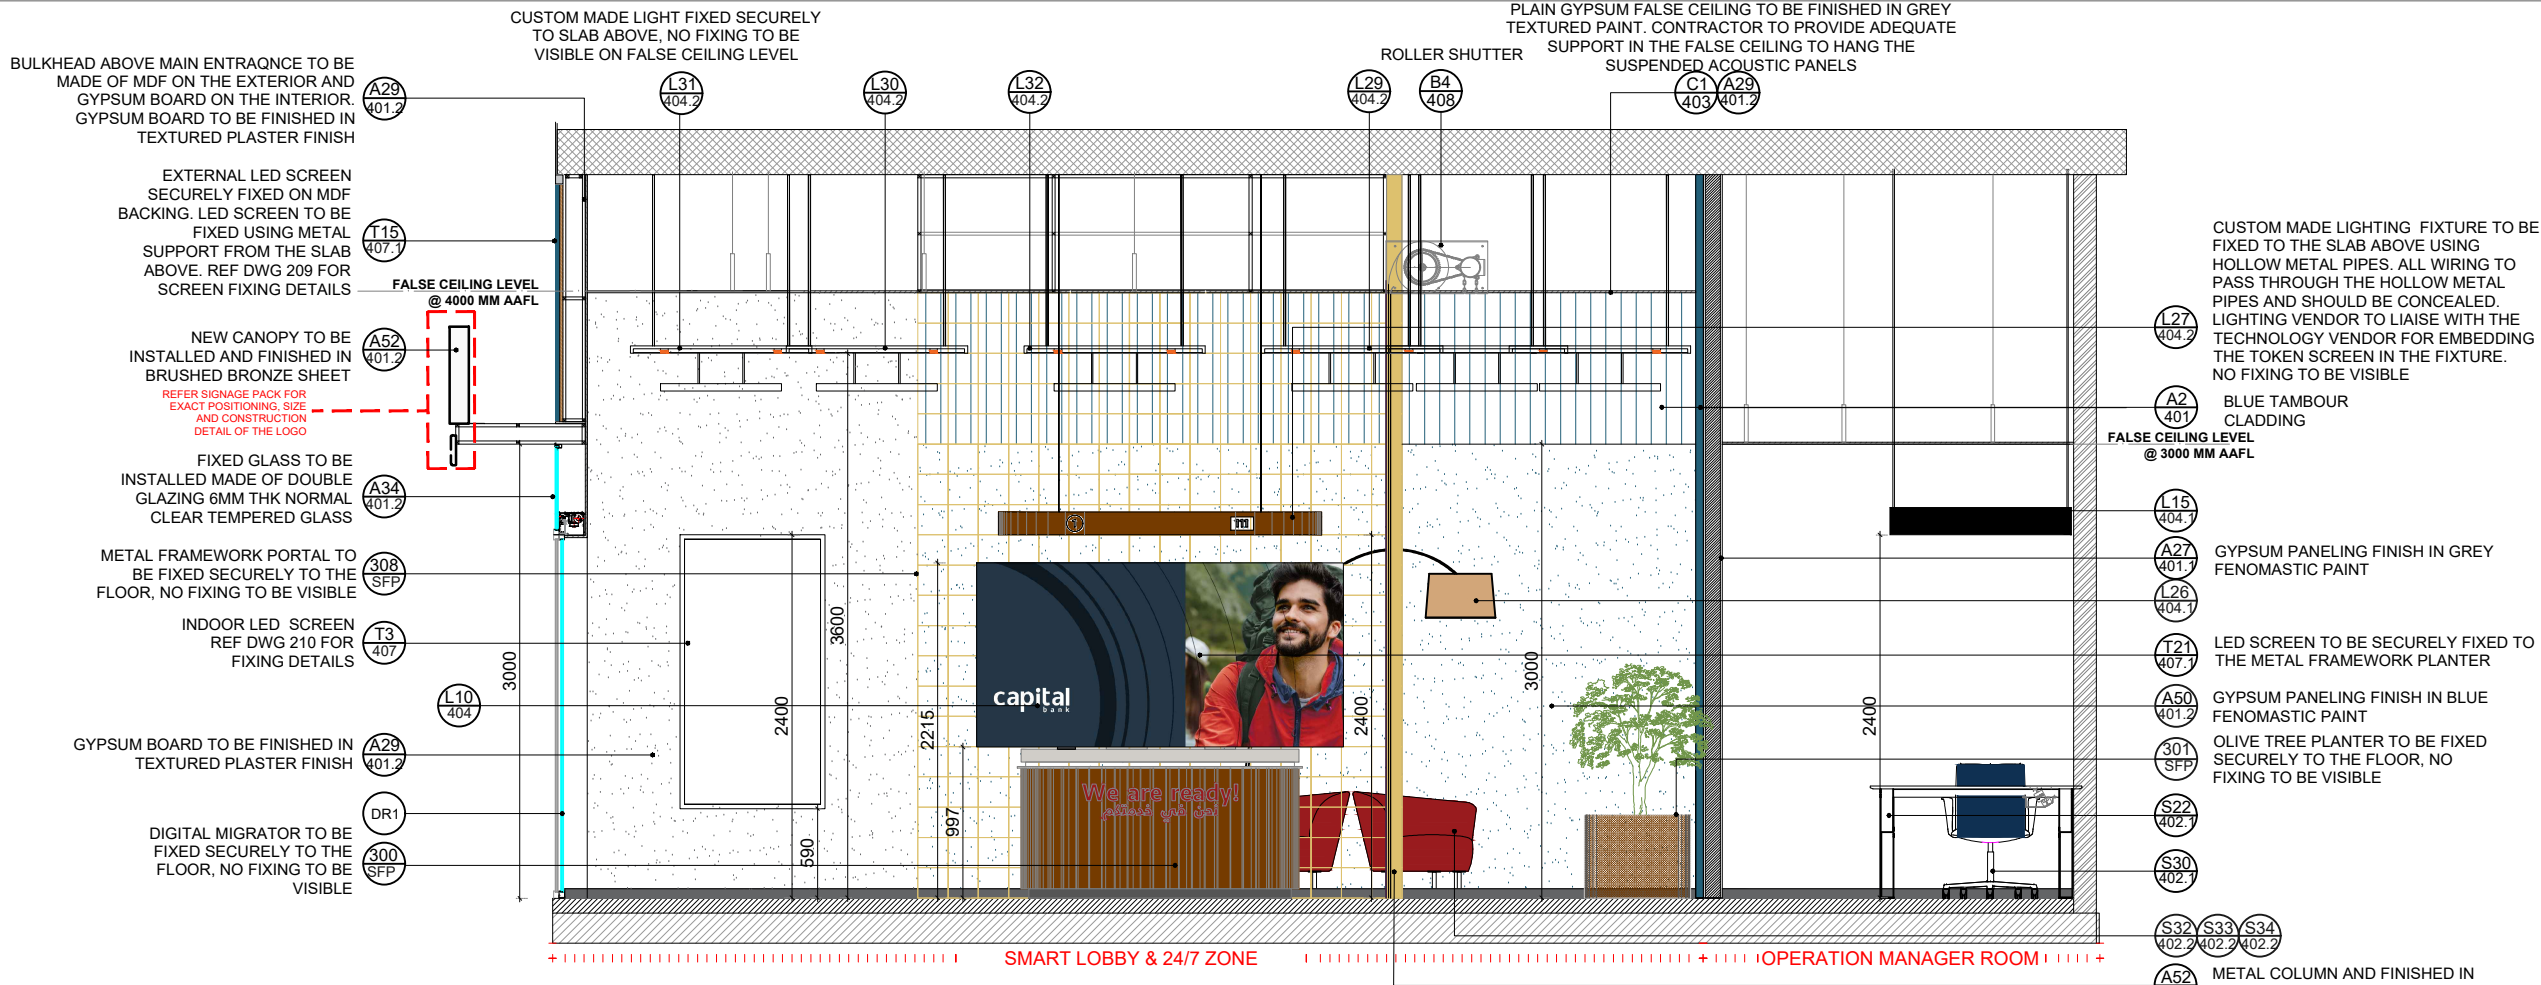 CUSTOM MADE LIGHT FIXED SECURELY
TO SLAB ABOVE, NO FIXING TO BE
VISIBLE ON FALSE CEILING LEVEL
PLAIN GYPSUM FALSE CEILING TO BE FINISHED IN GREY
TEXTURED PAINT. CONTRACTOR TO PROVIDE ADEQUATE
SUPPORT IN THE FALSE CEILING TO HANG THE
SUSPENDED ACOUSTIC PANELS
ROLLER SHUTTER
BULKHEAD ABOVE MAIN ENTRAQNCE TO BE
MADE OF MDF ON THE EXTERIOR AND
GYPSUM BOARD ON THE INTERIOR.
GYPSUM BOARD TO BE FINISHED IN
TEXTURED PLASTER FINISH
A29
401.2
L31
404.2
L30
404.2
L32
404.2
L29
404.2
B4
408
C1
403
A29
401.2
EXTERNAL LED SCREEN
SECURELY FIXED ON MDF
BACKING. LED SCREEN TO BE
FIXED USING METAL
SUPPORT FROM THE SLAB
ABOVE. REF DWG 209 FOR
SCREEN FIXING DETAILS
T15
407.1
FALSE CEILING LEVEL
@ 4000 MM AAFL
NEW CANOPY TO BE
INSTALLED AND FINISHED IN
BRUSHED BRONZE SHEET
A52
401.2
REFER SIGNAGE PACK FOR
EXACT POSITIONING, SIZE
AND CONSTRUCTION
DETAIL OF THE LOGO
FIXED GLASS TO BE
INSTALLED MADE OF DOUBLE
GLAZING 6MM THK NORMAL
CLEAR TEMPERED GLASS
A34
401.2
METAL FRAMEWORK PORTAL TO
BE FIXED SECURELY TO THE
FLOOR, NO FIXING TO BE VISIBLE
308
SFP
INDOOR LED SCREEN
REF DWG 210 FOR
FIXING DETAILS
T3
407
L10
404
GYPSUM BOARD TO BE FINISHED IN
TEXTURED PLASTER FINISH
A29
401.2
DR1
DIGITAL MIGRATOR TO BE
FIXED SECURELY TO THE
FLOOR, NO FIXING TO BE
VISIBLE
300
SFP
3000
2400
590
3600
2215
997
111
capital
bank
We are ready!
نحن في خدمتكم
2400
3000
2400
CUSTOM MADE LIGHTING FIXTURE TO BE
FIXED TO THE SLAB ABOVE USING
HOLLOW METAL PIPES. ALL WIRING TO
PASS THROUGH THE HOLLOW METAL
PIPES AND SHOULD BE CONCEALED.
LIGHTING VENDOR TO LIAISE WITH THE
TECHNOLOGY VENDOR FOR EMBEDDING
THE TOKEN SCREEN IN THE FIXTURE.
NO FIXING TO BE VISIBLE
L27
404.2
A2
401
BLUE TAMBOUR
CLADDING
FALSE CEILING LEVEL
@ 3000 MM AAFL
L15
404.1
A27
401.1
GYPSUM PANELING FINISH IN GREY
FENOMASTIC PAINT
L26
404.1
T21
407.1
LED SCREEN TO BE SECURELY FIXED TO
THE METAL FRAMEWORK PLANTER
A50
401.2
GYPSUM PANELING FINISH IN BLUE
FENOMASTIC PAINT
301
SFP
OLIVE TREE PLANTER TO BE FIXED
SECURELY TO THE FLOOR, NO
FIXING TO BE VISIBLE
S22
402.1
S30
402.1
S32
402.2
S33
402.2
S34
402.2
SMART LOBBY & 24/7 ZONE
OPERATION MANAGER ROOM
A52
METAL COLUMN AND FINISHED IN